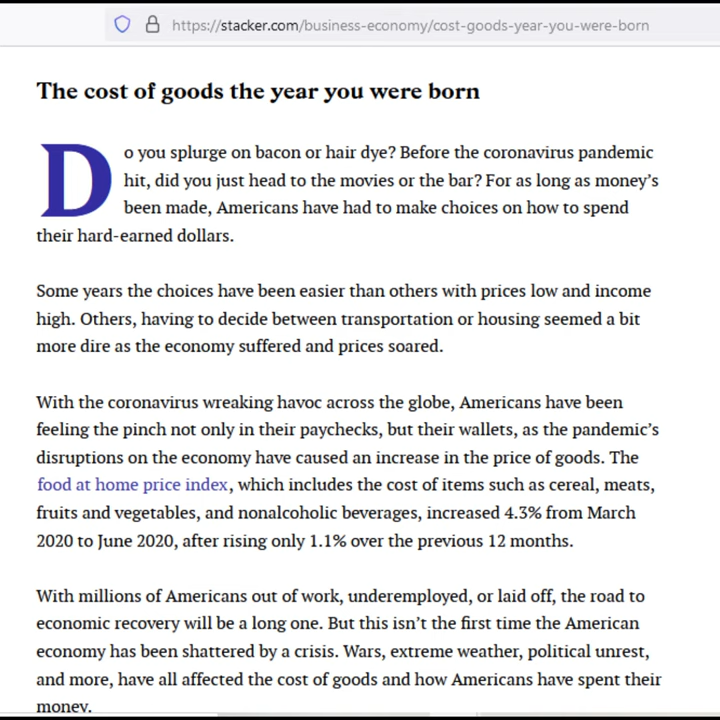 https://stacker.com/business-economy/cost-goods-year-you-were-born
The cost of goods the year you were born
Do you splurge on bacon or hair dye? Before the coronavirus pandemic
hit, did you just head to the movies or the bar? For as long as money’s
been made, Americans have had to make choices on how to spend
their hard-earned dollars.
Some years the choices have been easier than others with prices low and income
high. Others, having to decide between transportation or housing seemed a bit
more dire as the economy suffered and prices soared.
With the coronavirus wreaking havoc across the globe, Americans have been
feeling the pinch not only in their paychecks, but their wallets, as the pandemic’s
disruptions on the economy have caused an increase in the price of goods. The
food at home price index, which includes the cost of items such as cereal, meats,
fruits and vegetables, and nonalcoholic beverages, increased 4.3% from March
2020 to June 2020, after rising only 1.1% over the previous 12 months.
With millions of Americans out of work, underemployed, or laid off, the road to
economic recovery will be a long one. But this isn’t the first time the American
economy has been shattered by a crisis. Wars, extreme weather, political unrest,
and more, have all affected the cost of goods and how Americans have spent their
money.